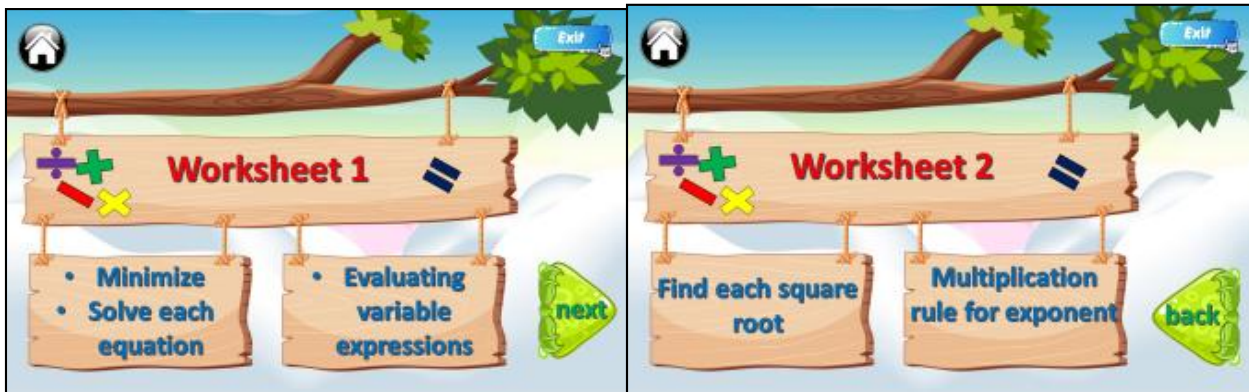 Exit
Worksheet 1
• Minimize
• Solve each
equation
• Evaluating
variable
expressions
next
Exit
Worksheet 2
Find each square
root
Multiplication
rule for exponent
back